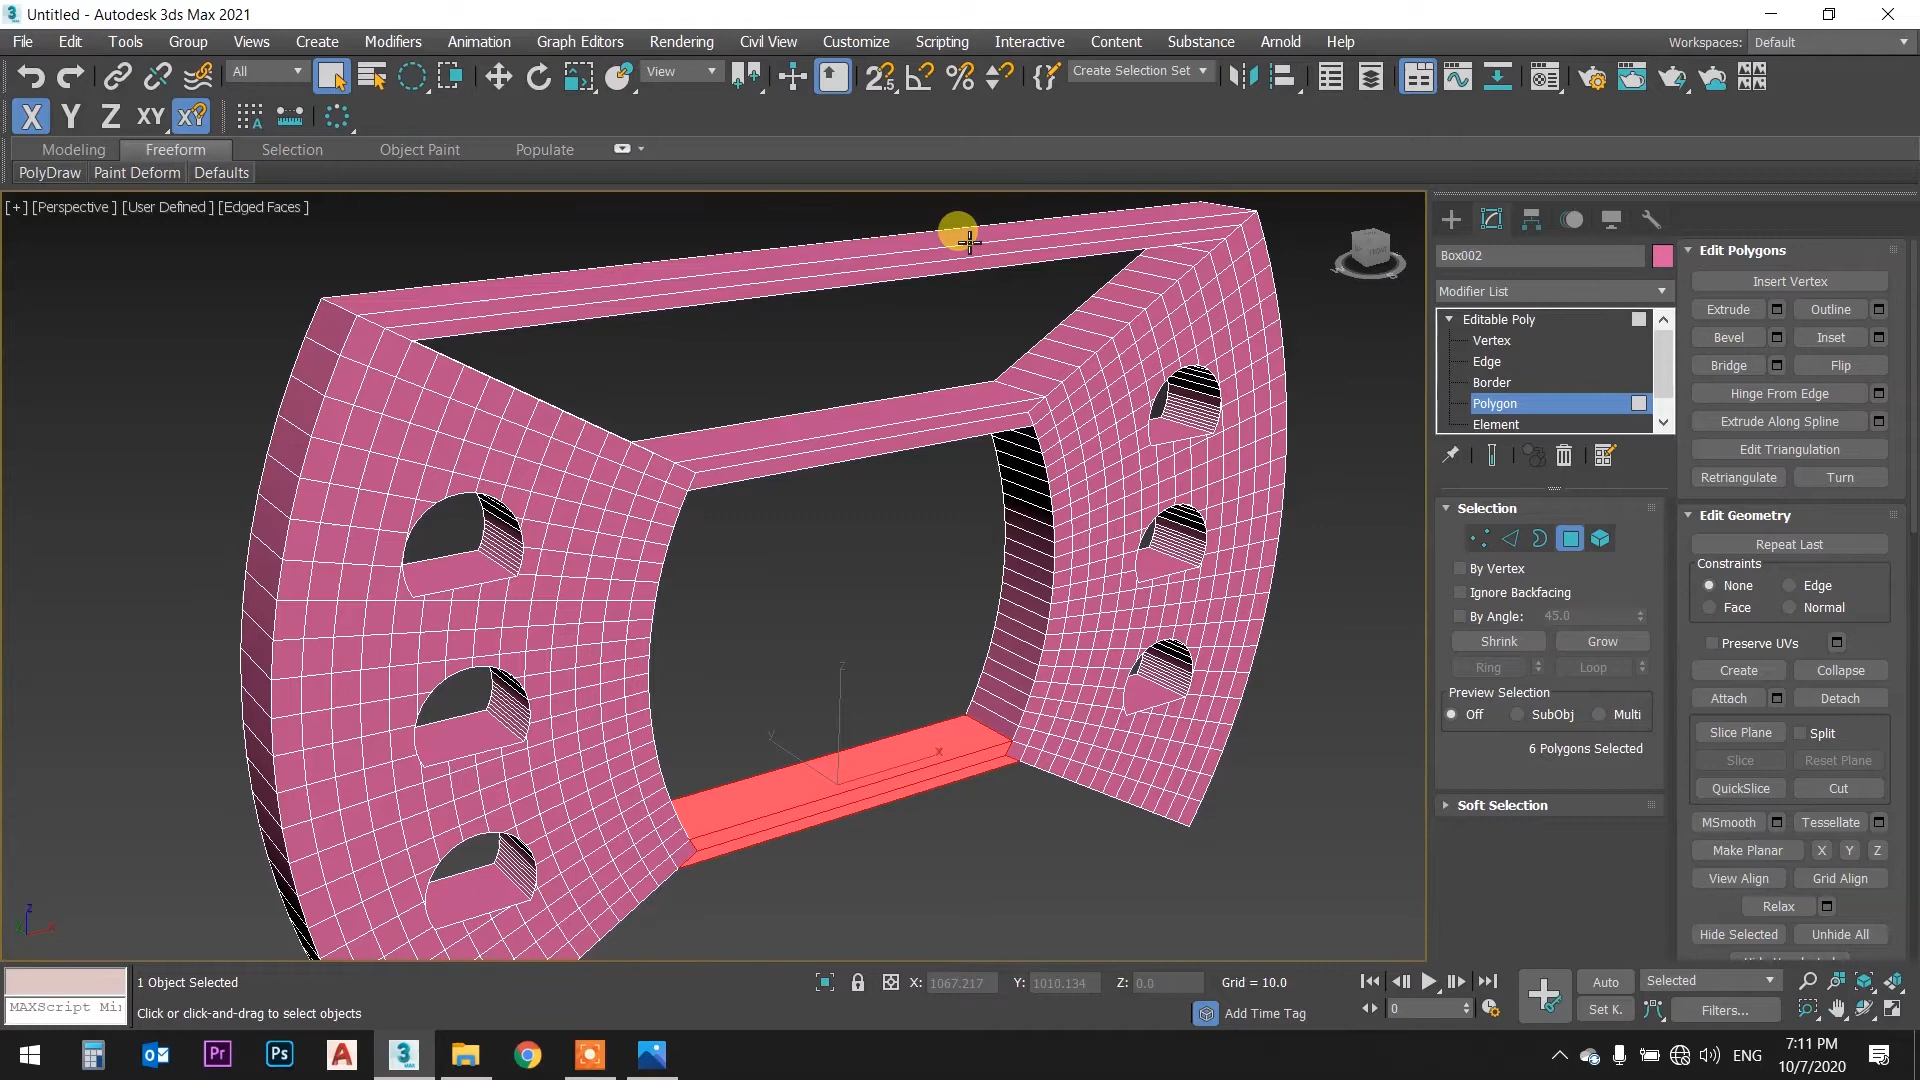 Untitled - Autodesk 3ds Max 2021
File Edit Tools Group Views Create Modifiers Animation Graph Editors Rendering Civil View Customize Scripting Interactive Content Substance Arnold Help Workspaces: Default
All View Create Selection Set
X Y Z XY XY
Modeling Freeform Selection Object Paint Populate
PolyDraw Paint Deform Defaults
[+] [Perspective ] [User Defined ] [Edged Faces ]
FRONT
z
y
x
z
x
Box002
Modifier List
Editable Poly
Vertex
Edge
Border
Polygon
Element
Selection
By Vertex
Ignore Backfacing
By Angle: 45.0
Shrink Grow
Ring Loop
Preview Selection
Off SubObj Multi
6 Polygons Selected
Soft Selection
Edit Polygons
Insert Vertex
Extrude Outline
Bevel Inset
Bridge Flip
Hinge From Edge
Extrude Along Spline
Edit Triangulation
Retriangulate Turn
Edit Geometry
Repeat Last
Constraints
None Edge
Face Normal
Preserve UVs
Create Collapse
Attach Detach
Slice Plane Split
Slice Reset Plane
QuickSlice Cut
MSmooth Tessellate
Make Planar X Y Z
View Align Grid Align
Relax
Hide Selected Unhide All
MAXScript Mi
1 Object Selected
Click or click-and-drag to select objects
X: 1067.217 Y: 1010.134 Z: 0.0 Grid = 10.0
Add Time Tag
0
Auto Selected
Set K. Filters...
Pr Ps A 3
ENG
7:11 PM
10/7/2020